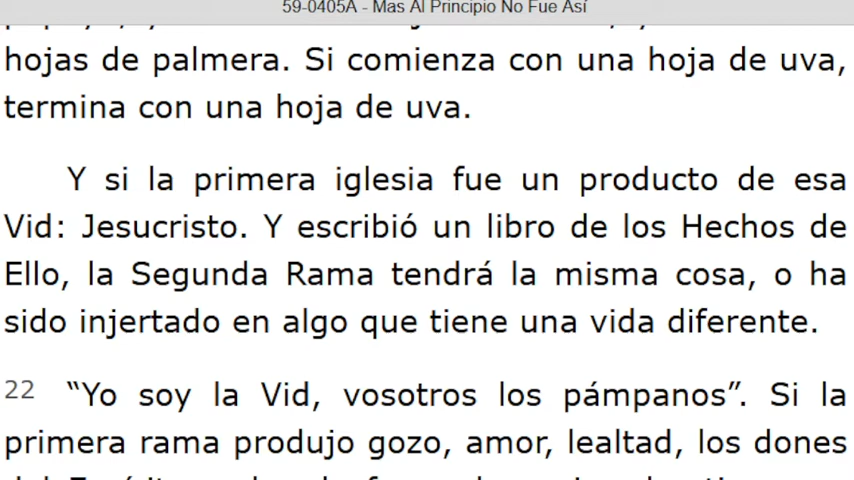 59-0405A - Mas Al Principio No Fue Así
hojas de palmera. Si comienza con una hoja de uva,
termina con una hoja de uva.
Y si la primera iglesia fue un producto de esa
Vid: Jesucristo. Y escribió un libro de los Hechos de
Ello, la Segunda Rama tendrá la misma cosa, o ha
sido injertado en algo que tiene una vida diferente.
22 “Yo soy la Vid, vosotros los pámpanos”. Si la
primera rama produjo gozo, amor, lealtad, los dones